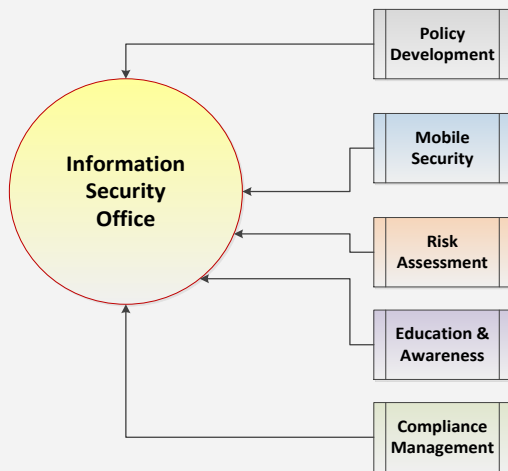 Policy
Development
Mobile
Security
Information
Security
Office
Risk
Assessment
Education &
Awareness
Compliance
Management